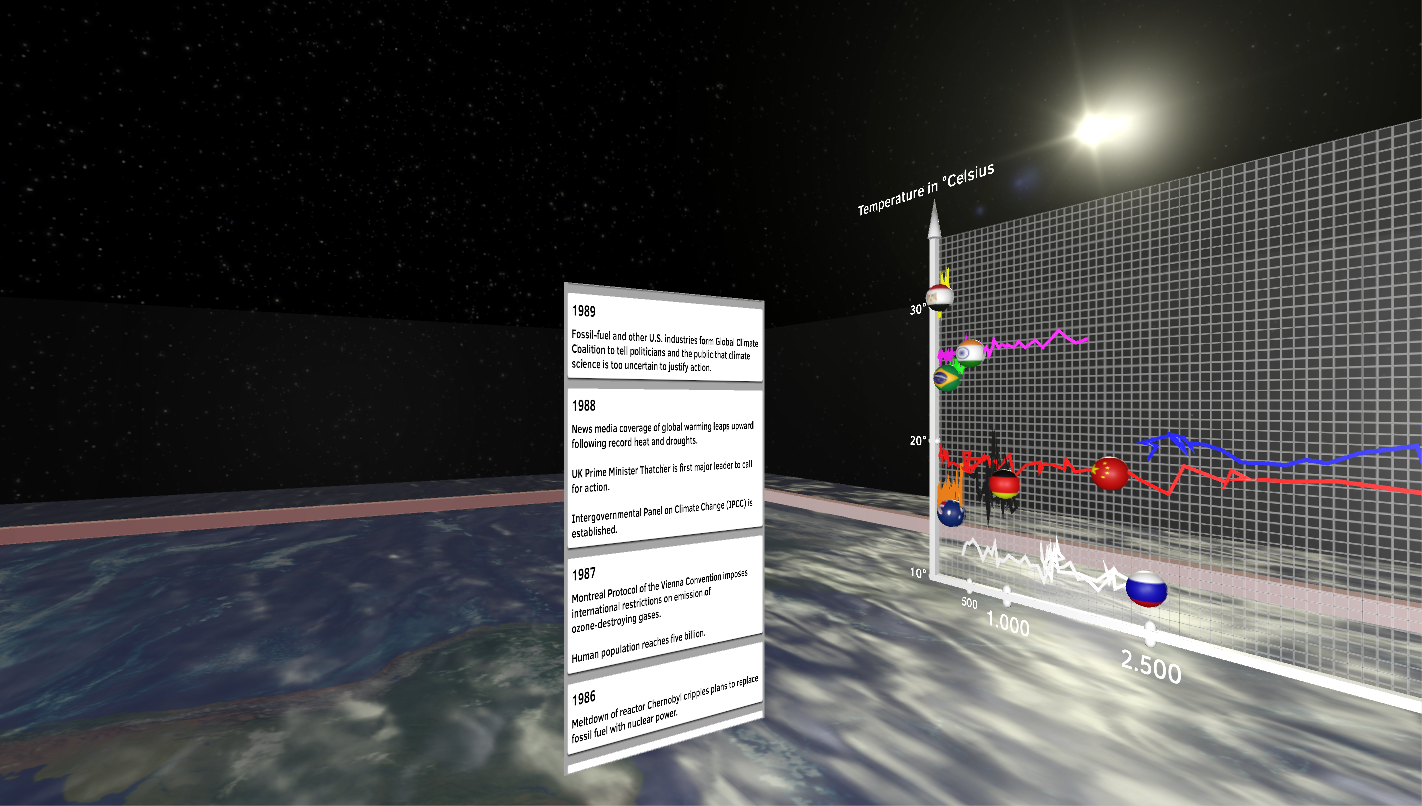 Temperature in °Celsius
30°
20°
10°
500
1.000
2.500
1989
Fossil-fuel and other U.S. industries form Global Climate
Coalition to tell politicians and the public that climate
science is too uncertain to justify action.
1988
News media coverage of global warming leaps upward
following record heat and droughts.
UK Prime Minister Thatcher is first major leader to call
for action.
Intergovernmental Panel on Climate Change (IPCC) is
established.
1987
Montreal Protocol of the Vienna Convention imposes
international restrictions on emission of
ozone-destroying gases.
Human population reaches five billion.
1986
Meltdown of reactor Chernobyl cripples plans to replace
fossil fuel with nuclear power.